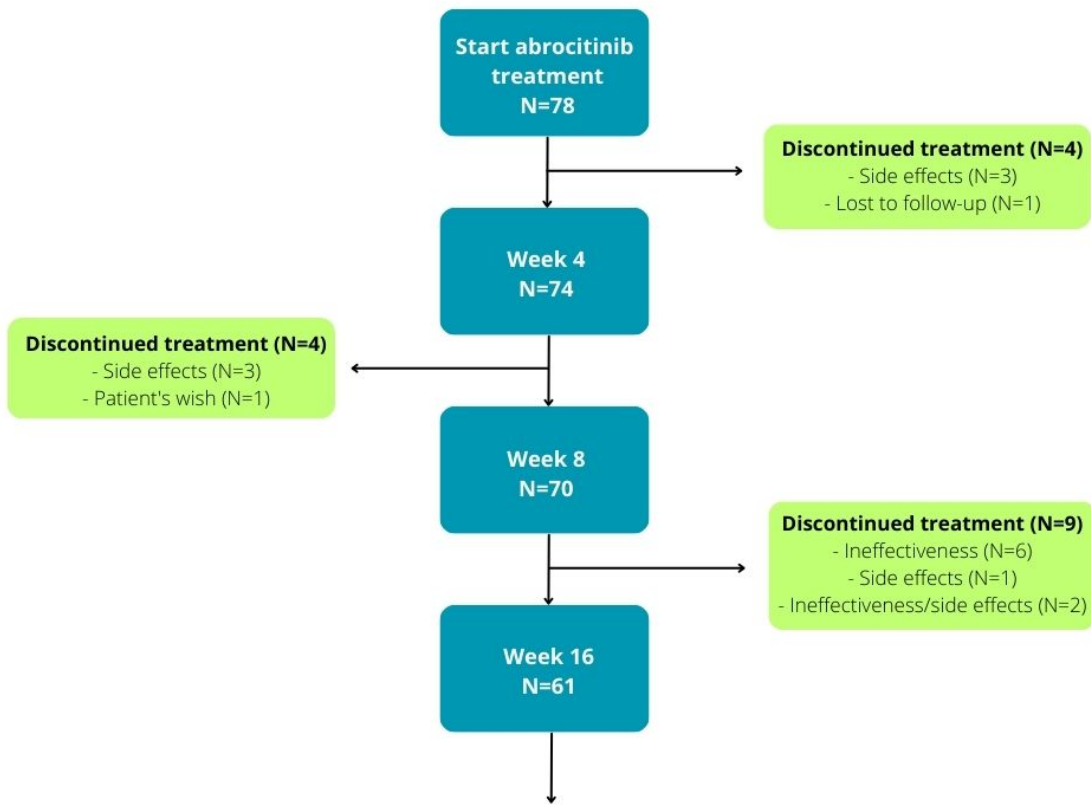 Start abrocitinib
treatment
N=78
Discontinued treatment (N=4)
- Side effects (N=3)
- Lost to follow-up (N=1)
Week 4
N=74
Discontinued treatment (N=4)
- Side effects (N=3)
- Patient's wish (N=1)
Week 8
N=70
Discontinued treatment (N=9)
- Ineffectiveness (N=6)
- Side effects (N=1)
- Ineffectiveness/side effects (N=2)
Week 16
N=61